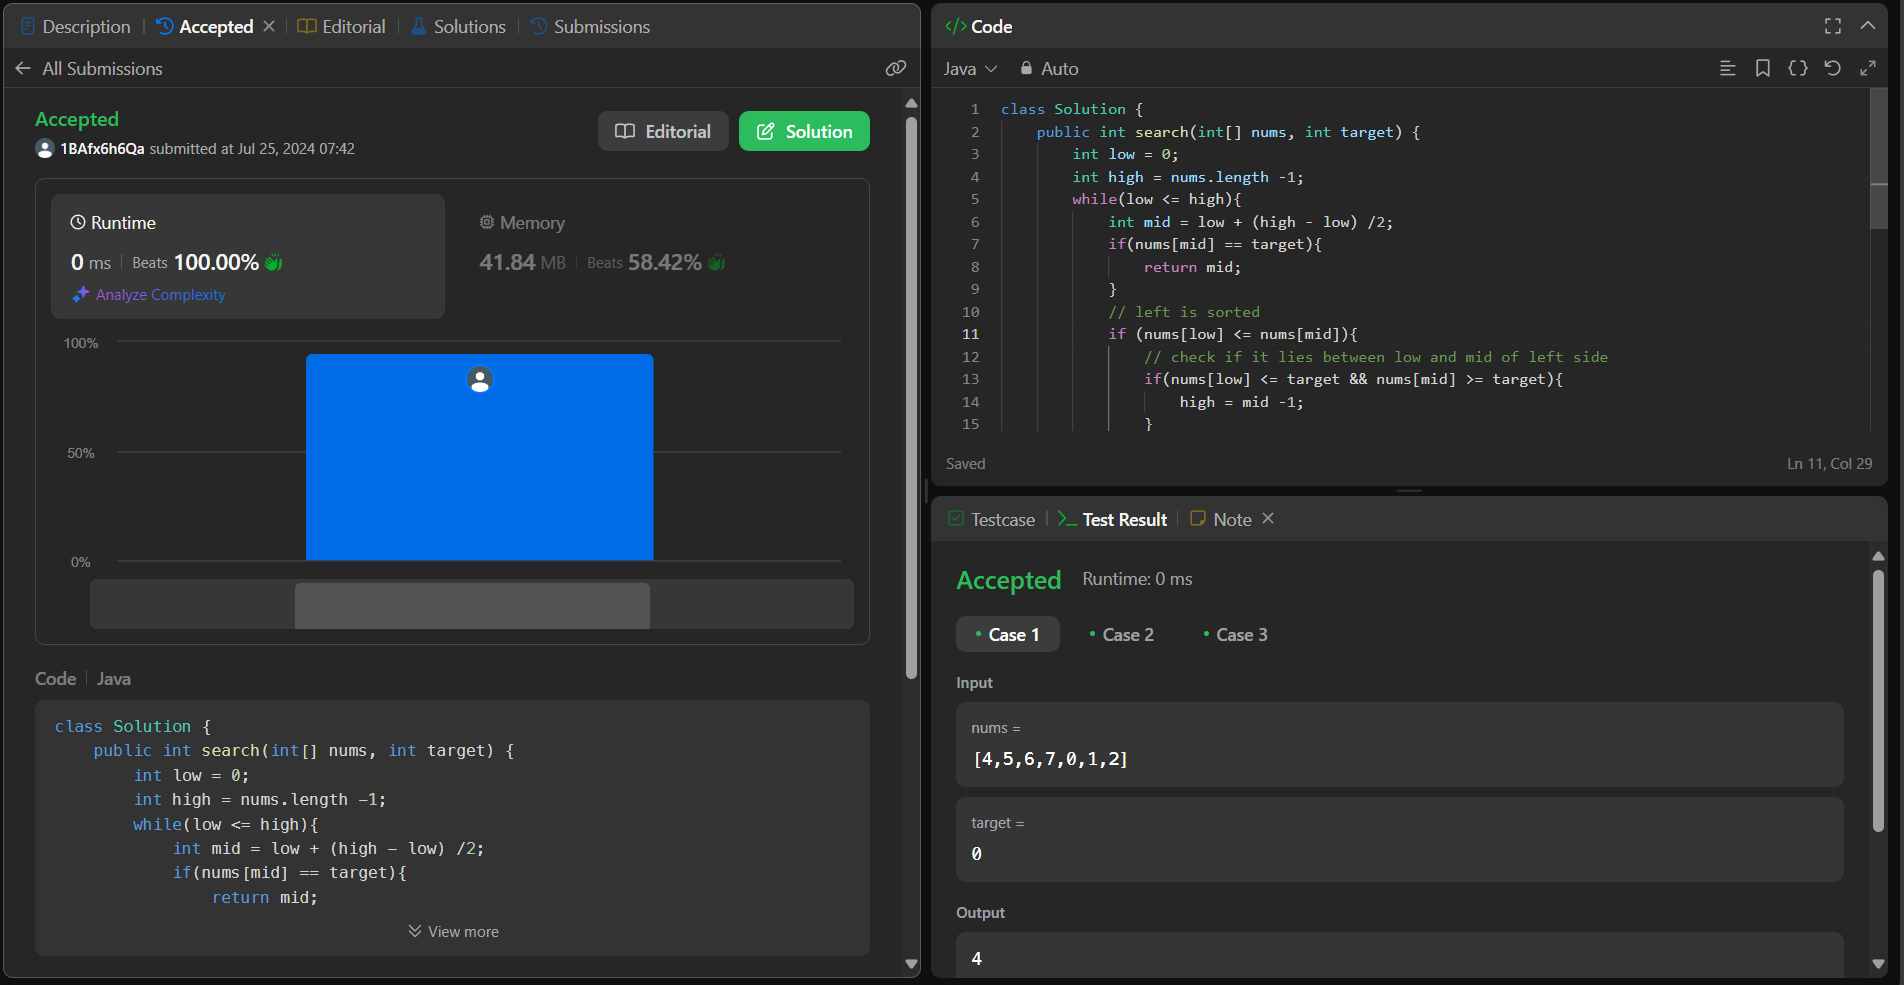 Description
Accepted
Editorial
Solutions
Submissions
All Submissions
Accepted
1BAfx6h6Qa submitted at Jul 25, 2024 07:42
Editorial
Solution
Runtime
0 ms
Beats 100.00%
Analyze Complexity
Memory
41.84 MB
Beats 58.42%
100%
50%
0%
Code
Java
class Solution {
    public int search(int[] nums, int target) {
        int low = 0;
        int high = nums.length -1;
        while(low <= high){
            int mid = low + (high - low) /2;
            if(nums[mid] == target){
                return mid;
View more
Code
Java
Auto
1 class Solution {
2     public int search(int[] nums, int target) {
3         int low = 0;
4         int high = nums.length -1;
5         while(low <= high){
6             int mid = low + (high - low) /2;
7             if(nums[mid] == target){
8                 return mid;
9             }
10             // left is sorted
11             if (nums[low] <= nums[mid]){
12                 // check if it lies between low and mid of left side
13                 if(nums[low] <= target && nums[mid] >= target){
14                     high = mid -1;
15                 }
Saved
Ln 11, Col 29
Testcase
Test Result
Note
Accepted
Runtime: 0 ms
Case 1
Case 2
Case 3
Input
nums =
[4,5,6,7,0,1,2]
target =
0
Output
4